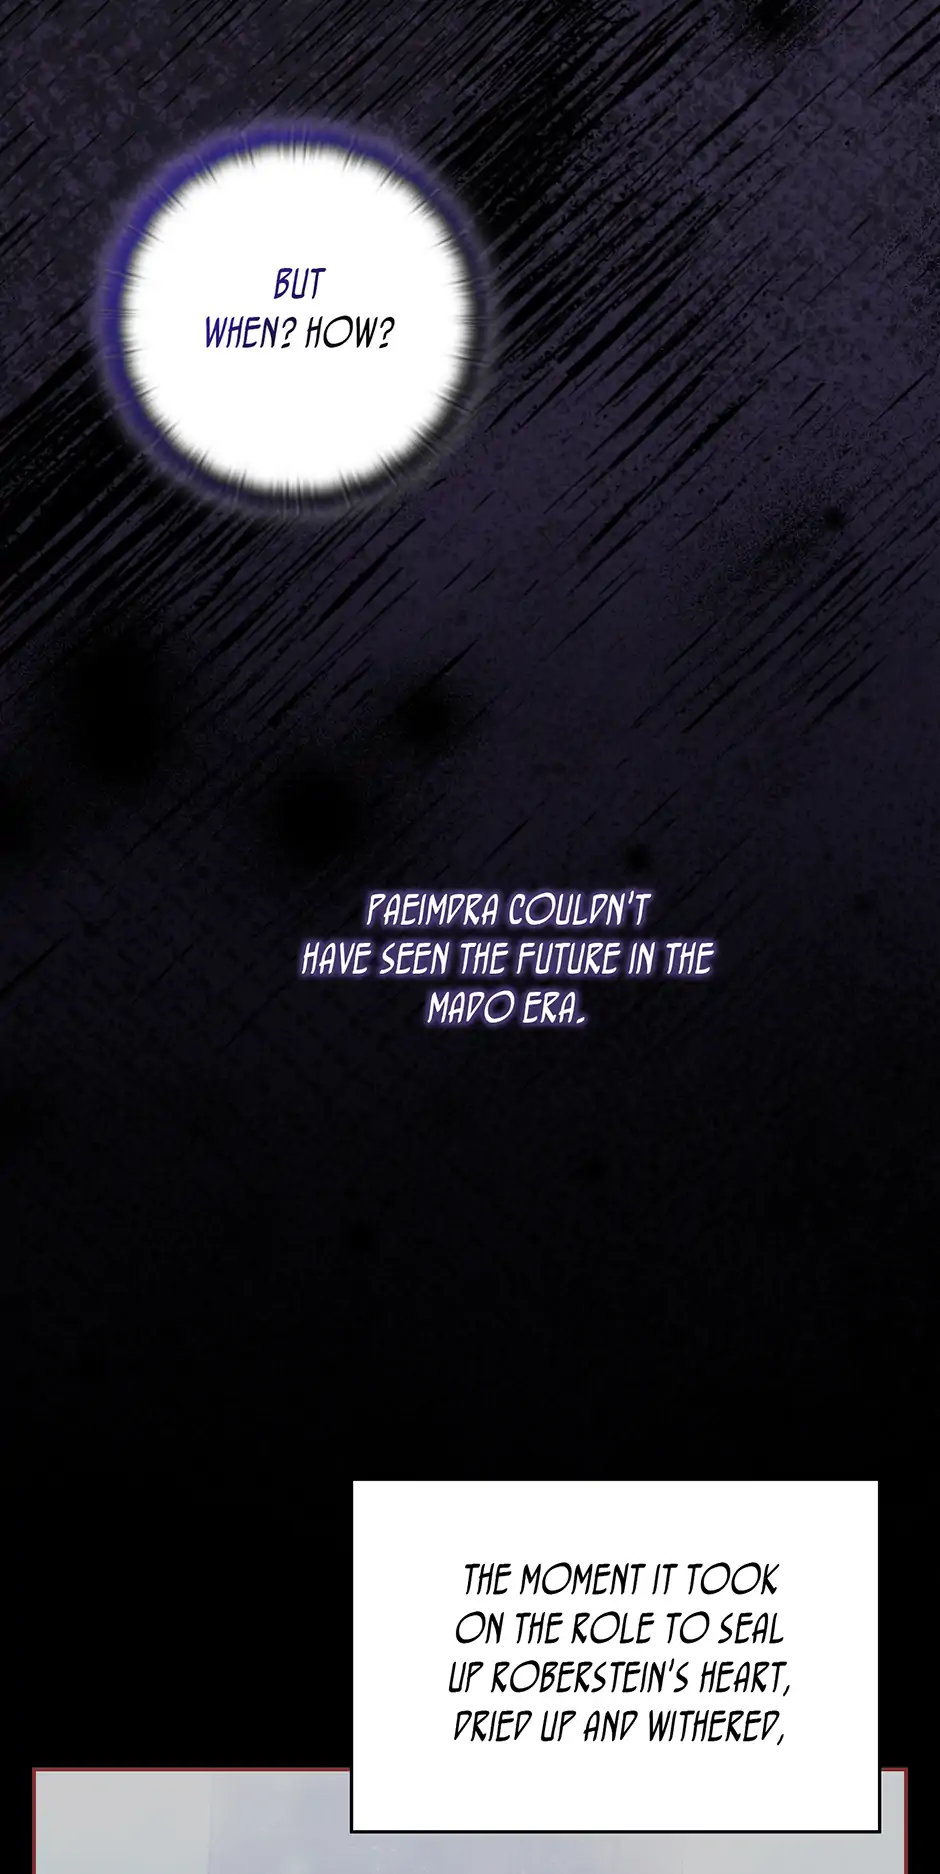 BUT
WHEN? HOW?
PAEIMDRA COULDN'T
HAVE SEEN THE FUTURE IN THE
MADO ERA.
THE MOMENT IT TOOK
ON THE ROLE TO SEAL
UP ROBERSTEIN'S HEART,
DRIED UP AND WITHERED,